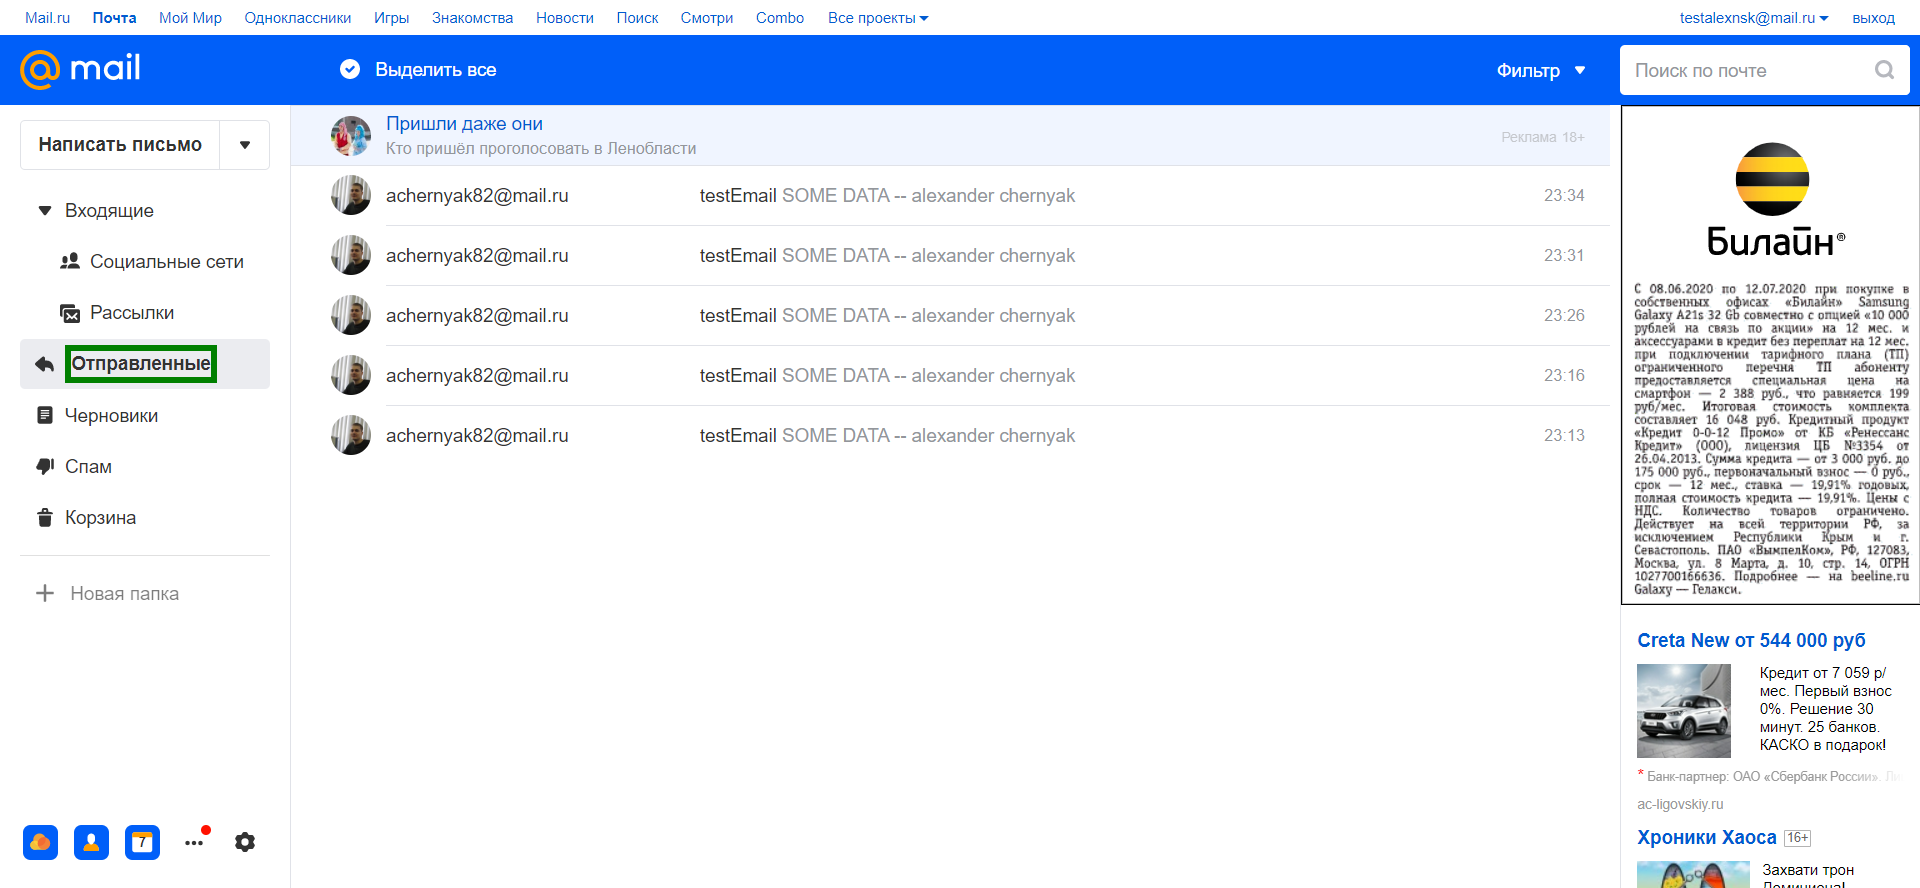 Mail.ru Почта Мой Мир Одноклассники Игры Знакомства Новости Поиск Смотри Combo Все проекты testalexnsk@mail.ru выход
@mail Выделить все Фильтр Поиск по почте
Написать письмо
Входящие
Социальные сети
Рассылки
Отправленные
Черновики
Спам
Корзина
Новая папка
7
Пришли даже они
Кто пришёл проголосовать в Ленобласти
Реклама 18+
achernyak82@mail.ru testEmail SOME DATA -- alexander chernyak 23:34
achernyak82@mail.ru testEmail SOME DATA -- alexander chernyak 23:31
achernyak82@mail.ru testEmail SOME DATA -- alexander chernyak 23:26
achernyak82@mail.ru testEmail SOME DATA -- alexander chernyak 23:16
achernyak82@mail.ru testEmail SOME DATA -- alexander chernyak 23:13
Билайн®
С 08.06.2020 по 12.07.2020 при покупке в
собственных офисах «Билайн» Samsung
Galaxy A21s 32 Gb совместно с опцией «10 000
рублей на связь по акции» на 12 мес. и
аксессуарами в кредит без переплат на 12 мес.
при подключении тарифного плана (ТП)
ограниченного перечня ТП абоненту
предоставляется специальная цена на
смартфон — 2 388 руб., что равняется 199
руб/мес. Итоговая стоимость комплекта
составляет 16 048 руб. Кредитный продукт
«Кредит 0-0-12 Промо» от КБ «Ренессанс
Кредит» (ООО), лицензия ЦБ №3354 от
26.04.2013. Сумма кредита — от 3 000 руб. до
175 000 руб., первоначальный взнос — 0 руб.,
срок — 12 мес., ставка — 19,91% годовых,
полная стоимость кредита — 19,91%. Цены с
НДС. Количество товаров ограничено.
Действует на всей территории РФ, за
исключением Республики Крым и г.
Севастополь. ПАО «ВымпелКом», РФ, 127083,
Москва, ул. 8 Марта, д. 10, стр. 14, ОГРН
1027700166636. Подробнее — на beeline.ru
Galaxy — Гелакси.
Creta New от 544 000 руб
Кредит от 7 059 р/
мес. Первый взнос
0%. Решение 30
минут. 25 банков.
КАСКО в подарок!
* Банк-партнер: ОАО «Сбербанк России».
ac-ligovskiy.ru
Хроники Хаоса 16+
Захвати трон
Доминиона!